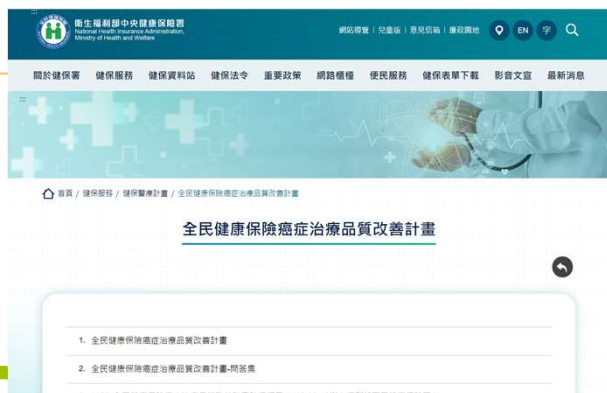 衛生福利部中央健康保險署
National Health Insurance Administration,
Ministry of Health and Welfare
網站導覽 | 兒童版 | 意見信箱 | 廉政園地 EN 字
關於健保署 健保服務 健保資料站 健保法令 重要政策 網路櫃檯 便民服務 健保表單下載 影音文宣 最新消息
首頁 / 健保服務 / 健保醫療計畫 / 全民健康保險癌症治療品質改善計畫
全民健康保險癌症治療品質改善計畫
1. 全民健康保險癌症治療品質改善計畫
2. 全民健康保險癌症治療品質改善計畫-問答集